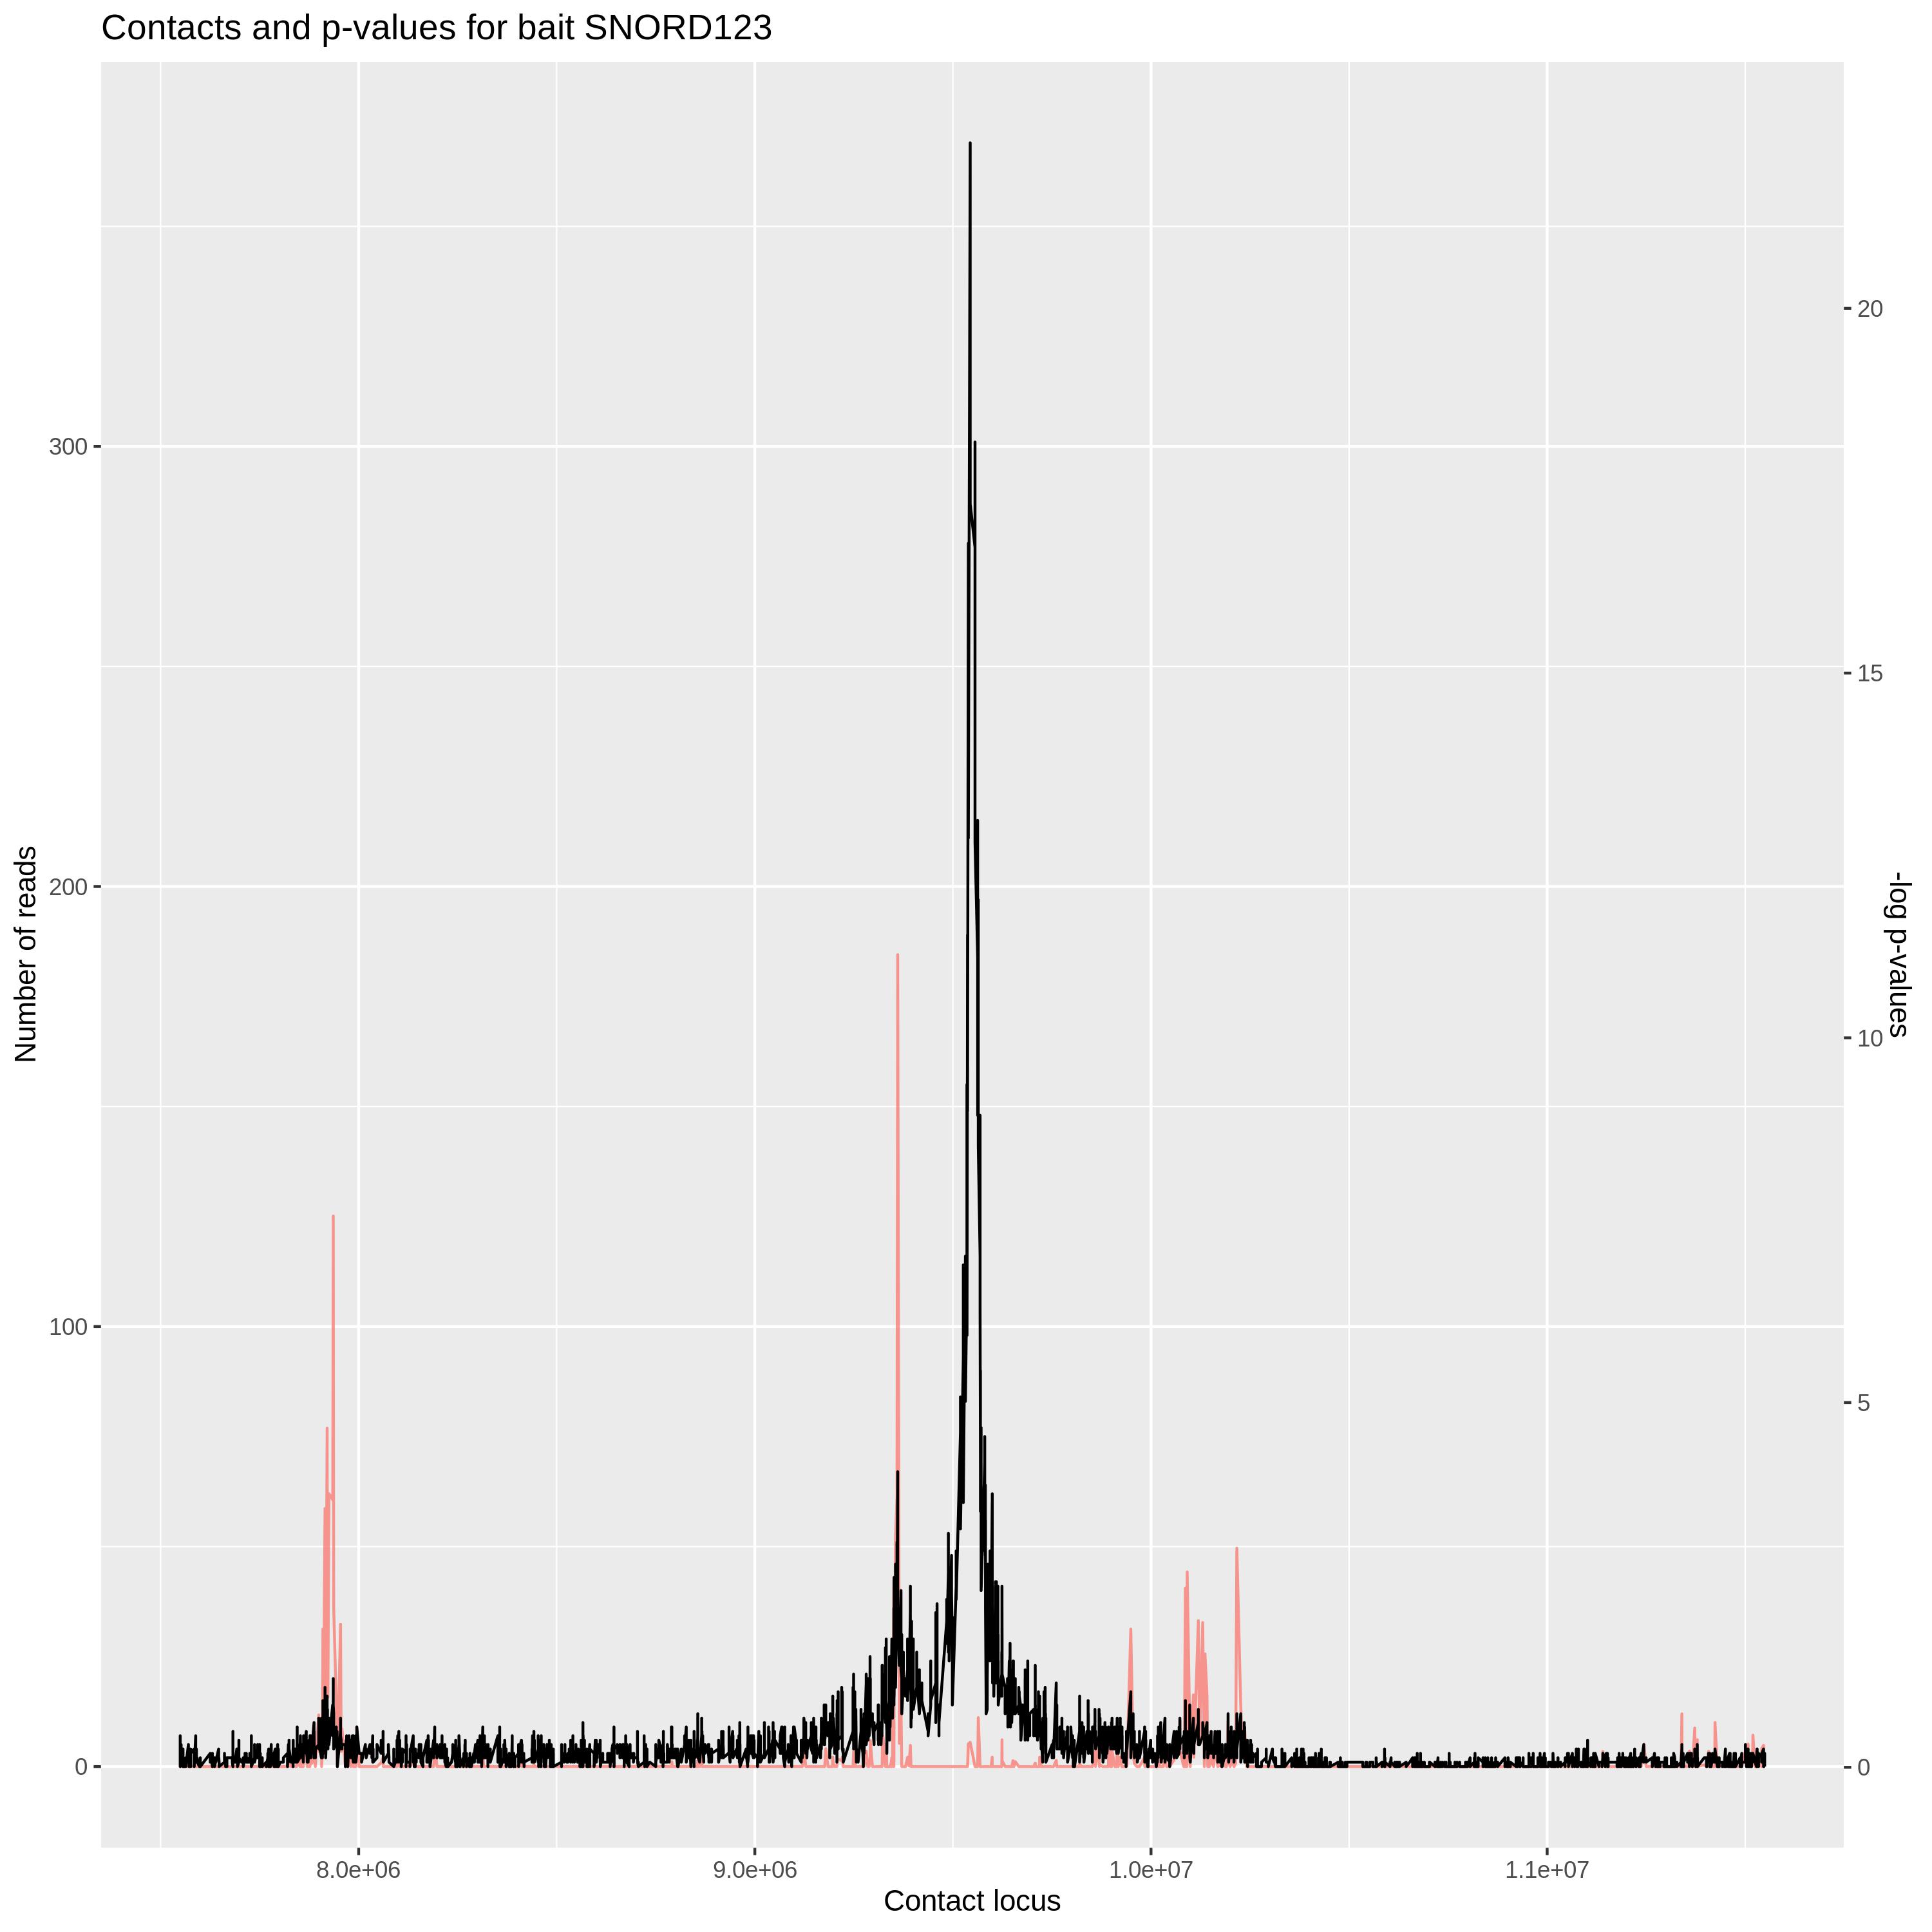 Contacts and p-values for bait SNORD123
300
200
100
0
Number of reads
20
15
10
5
0
-log p-values
8.0e+06
9.0e+06
1.0e+07
1.1e+07
Contact locus